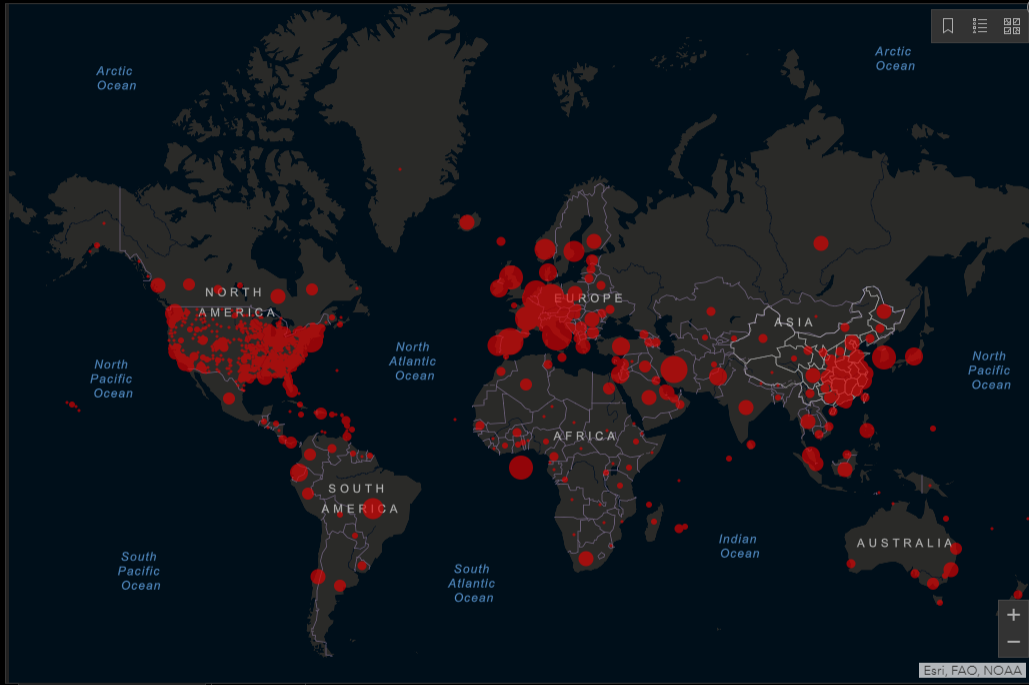 Arctic
Ocean
Arctic
Ocean
NORTH
AMERICA
EUROPE
ASIA
North
Pacific
Ocean
North
Atlantic
Ocean
North
Pacific
Ocean
AFRICA
SOUTH
AMERICA
Indian
Ocean
AUSTRALIA
South
Pacific
Ocean
South
Atlantic
Ocean
+
−
Esri, FAO, NOAA